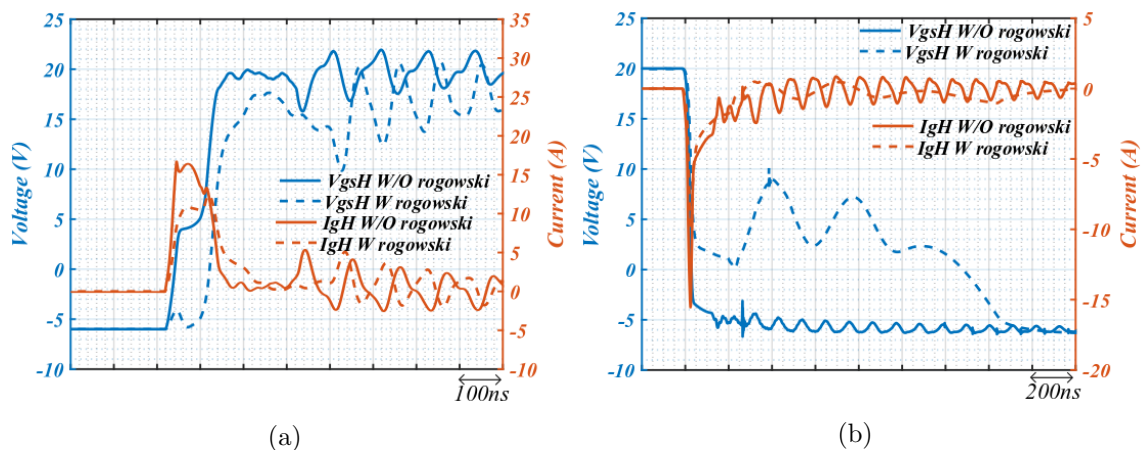 25
20
15
10
5
0
-5
-10
Voltage (V)
35
30
25
20
15
10
5
0
-5
-10
Current (A)
VgsH W/O rogowski
VgsH W rogowski
IgH W/O rogowski
IgH W rogowski
100ns
(a)
25
20
15
10
5
0
-5
-10
Voltage (V)
5
0
-5
-10
-15
-20
Current (A)
VgsH W/O rogowski
VgsH W rogowski
IgH W/O rogowski
IgH W rogowski
200ns
(b)